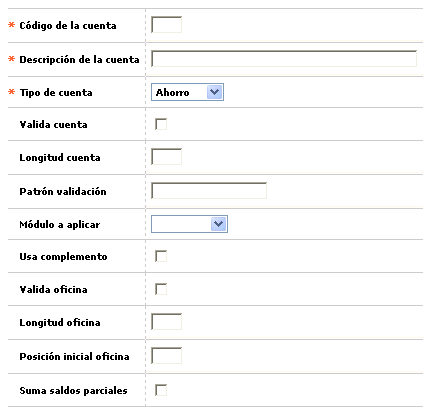 * Código de la cuenta
* Descripción de la cuenta
* Tipo de cuenta Ahorro
Valida cuenta
Longitud cuenta
Patrón validación
Módulo a aplicar
Usa complemento
Valida oficina
Longitud oficina
Posición inicial oficina
Suma saldos parciales